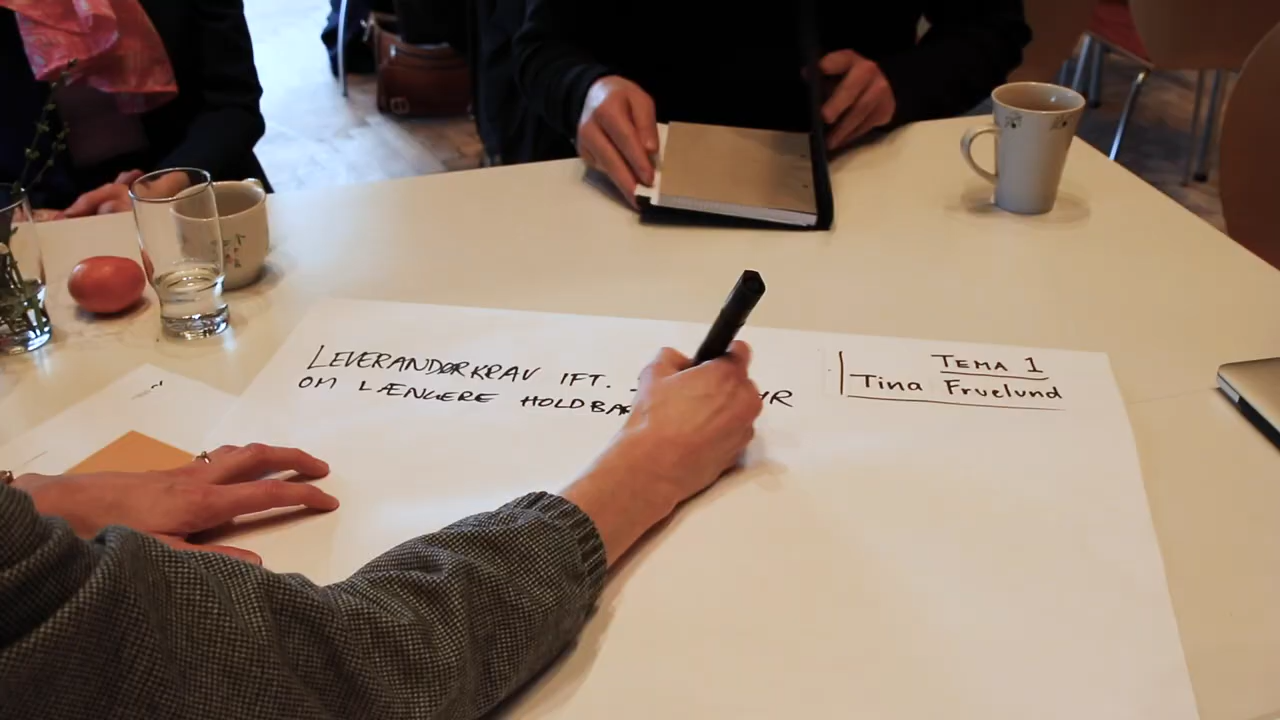 LEVERANDØRKRAV IFT.
OM LÆNGERE HOLDBA
TEMA 1
Tina Fruelund